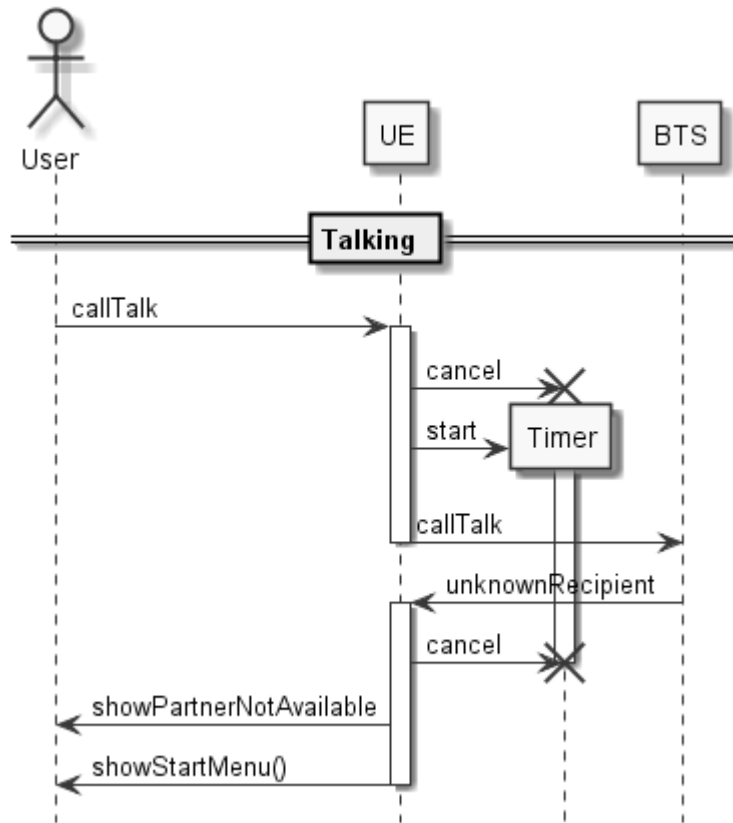 User
UE
BTS
Talking
callTalk
cancel
start
Timer
callTalk
unknownRecipient
cancel
showPartnerNotAvailable
showStartMenu()